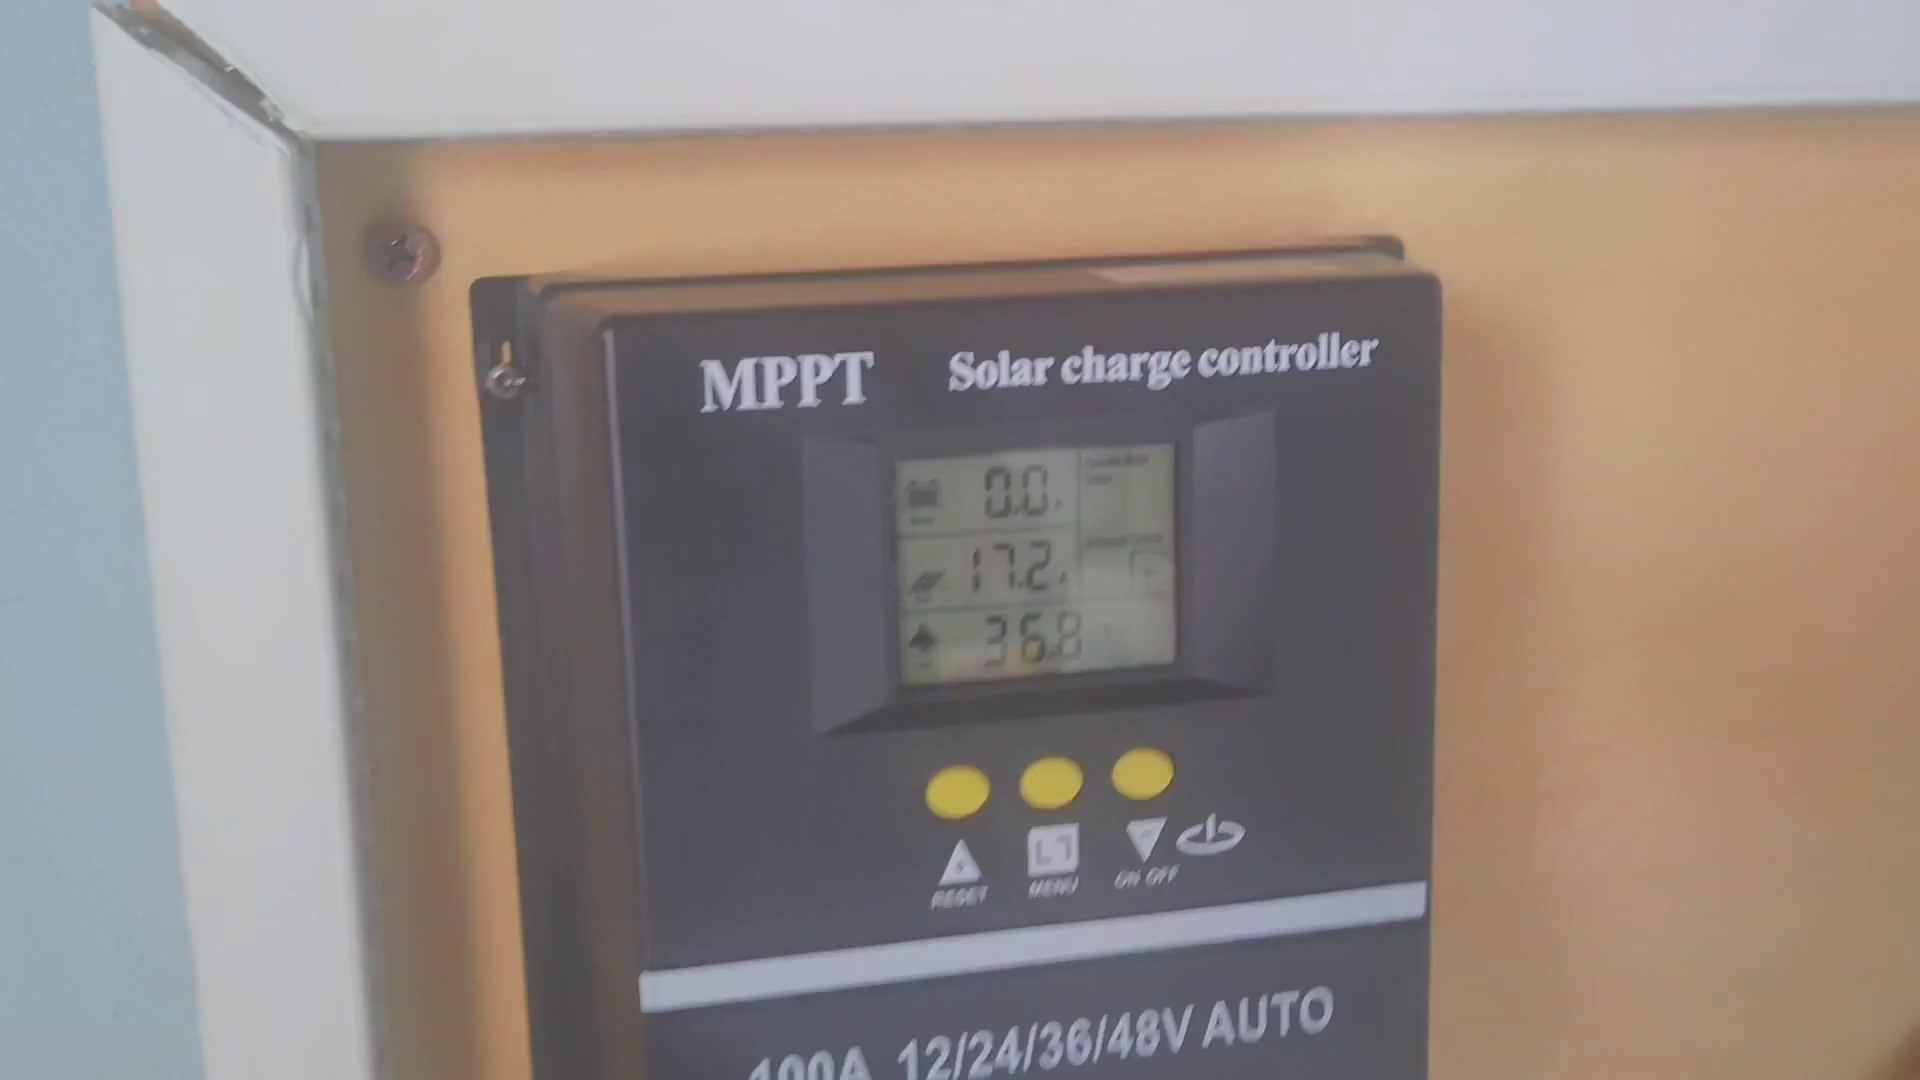 MPPT Solar charge controller
0.0
17.2
36.8
RESET MENU ON OFF
100A 12/24/36/48V AUTO